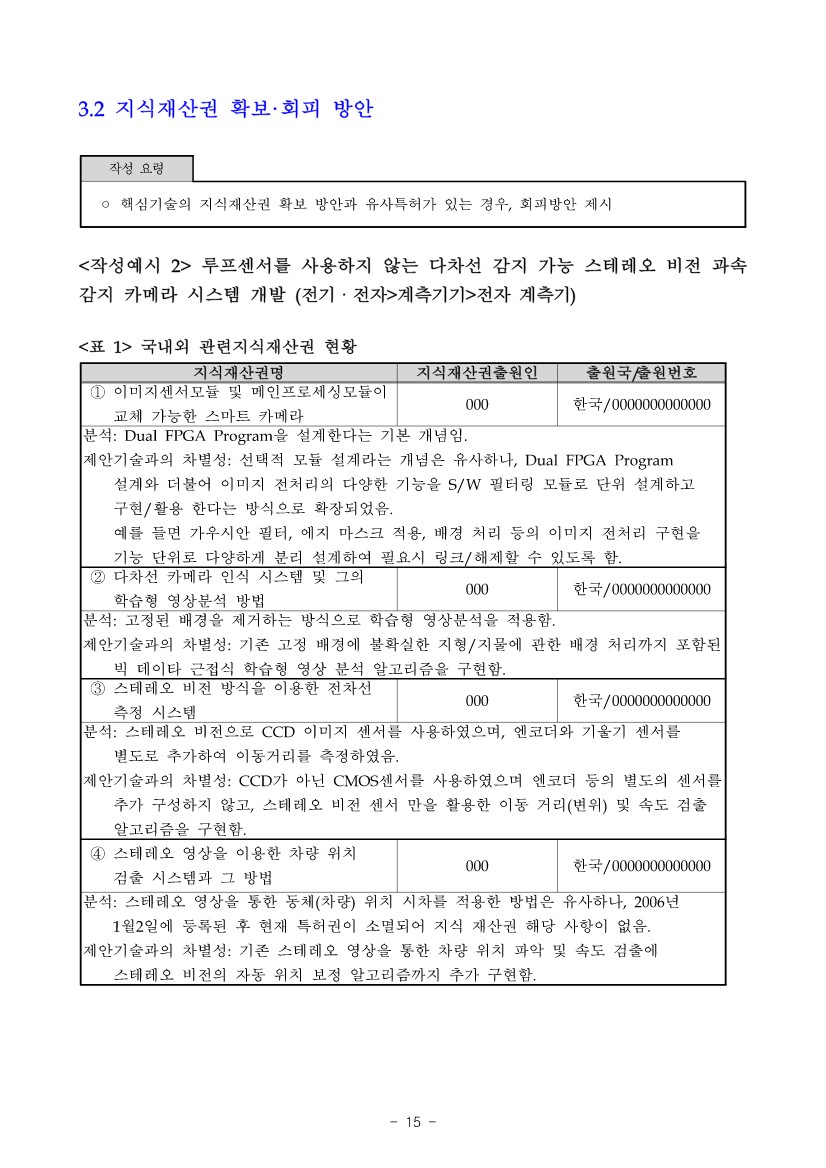 3.2 지식재산권 확보·회피 방안
작성 요령
○ 핵심기술의 지식재산권 확보 방안과 유사특허가 있는 경우, 회피방안 제시
<작성예시 2> 루프센서를 사용하지 않는 다차선 감지 가능 스테레오 비전 과속
감지 카메라 시스템 개발 (전기 · 전자>계측기기>전자 계측기)
<표 1> 국내외 관련지식재산권 현황
지식재산권명 지식재산권출원인 출원국/출원번호
① 이미지센서모듈 및 메인프로세싱모듈이
교체 가능한 스마트 카메라
000 한국/0000000000000
분석: Dual FPGA Program을 설계한다는 기본 개념임.
제안기술과의 차별성: 선택적 모듈 설계라는 개념은 유사하나, Dual FPGA Program
설계와 더불어 이미지 전처리의 다양한 기능을 S/W 필터링 모듈로 단위 설계하고
구현/활용 한다는 방식으로 확장되었음.
예를 들면 가우시안 필터, 에지 마스크 적용, 배경 처리 등의 이미지 전처리 구현을
기능 단위로 다양하게 분리 설계하여 필요시 링크/해제할 수 있도록 함.
② 다차선 카메라 인식 시스템 및 그의
학습형 영상분석 방법
000 한국/0000000000000
분석: 고정된 배경을 제거하는 방식으로 학습형 영상분석을 적용함.
제안기술과의 차별성: 기존 고정 배경에 불확실한 지형/지물에 관한 배경 처리까지 포함된
빅 데이타 근접식 학습형 영상 분석 알고리즘을 구현함.
③ 스테레오 비전 방식을 이용한 전차선
측정 시스템
000 한국/0000000000000
분석: 스테레오 비전으로 CCD 이미지 센서를 사용하였으며, 엔코더와 기울기 센서를
별도로 추가하여 이동거리를 측정하였음.
제안기술과의 차별성: CCD가 아닌 CMOS센서를 사용하였으며 엔코더 등의 별도의 센서를
추가 구성하지 않고, 스테레오 비전 센서 만을 활용한 이동 거리(변위) 및 속도 검출
알고리즘을 구현함.
④ 스테레오 영상을 이용한 차량 위치
검출 시스템과 그 방법
000 한국/0000000000000
분석: 스테레오 영상을 통한 동체(차량) 위치 시차를 적용한 방법은 유사하나, 2006년
1월2일에 등록된 후 현재 특허권이 소멸되어 지식 재산권 해당 사항이 없음.
제안기술과의 차별성: 기존 스테레오 영상을 통한 차량 위치 파악 및 속도 검출에
스테레오 비전의 자동 위치 보정 알고리즘까지 추가 구현함.
- 15 -